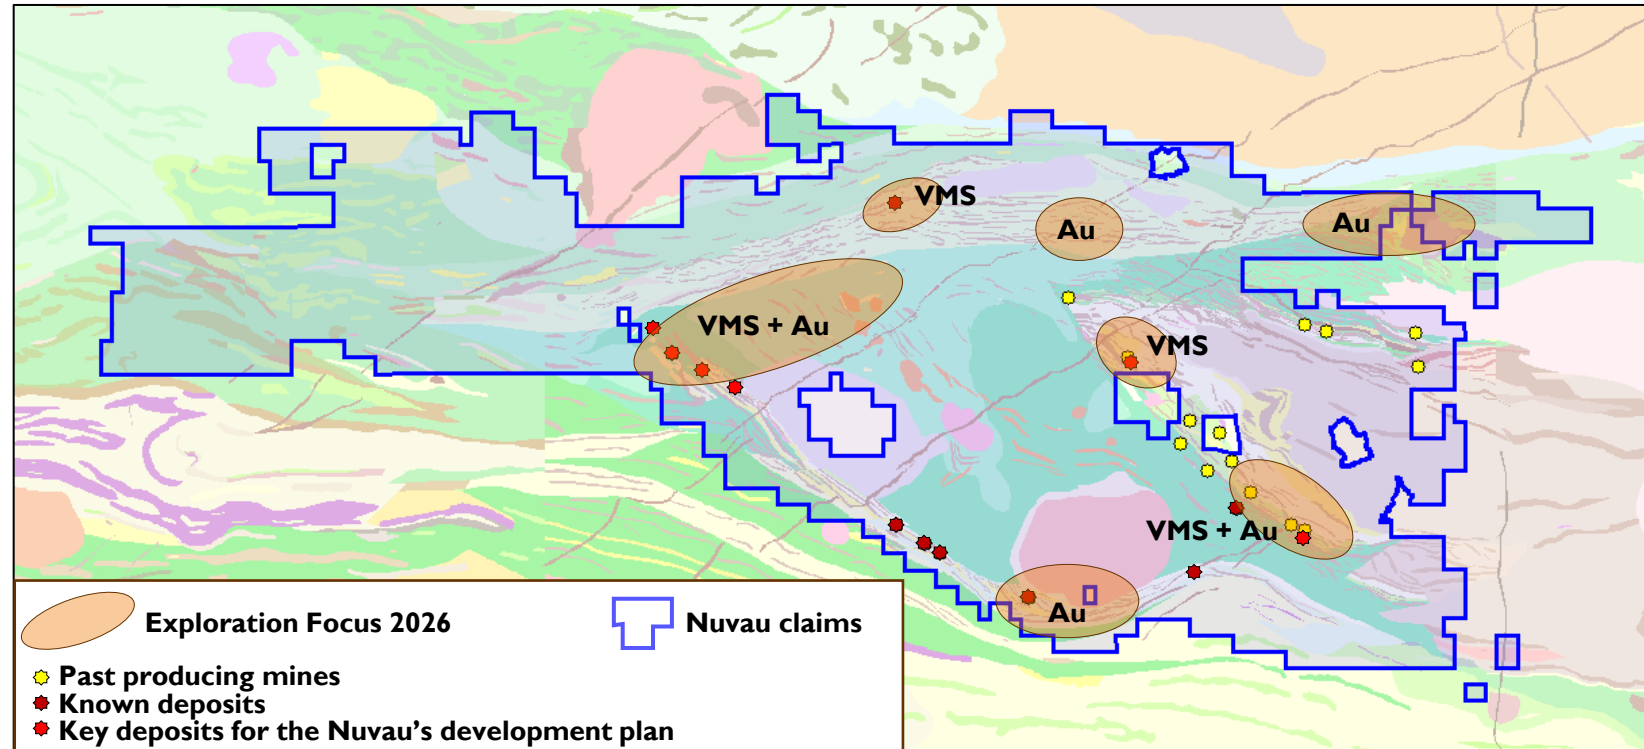 VMS
Au
Au
VMS + Au
VMS
VMS + Au
Au
Exploration Focus 2026
Nuvau claims
Past producing mines
Known deposits
Key deposits for the Nuvau’s development plan